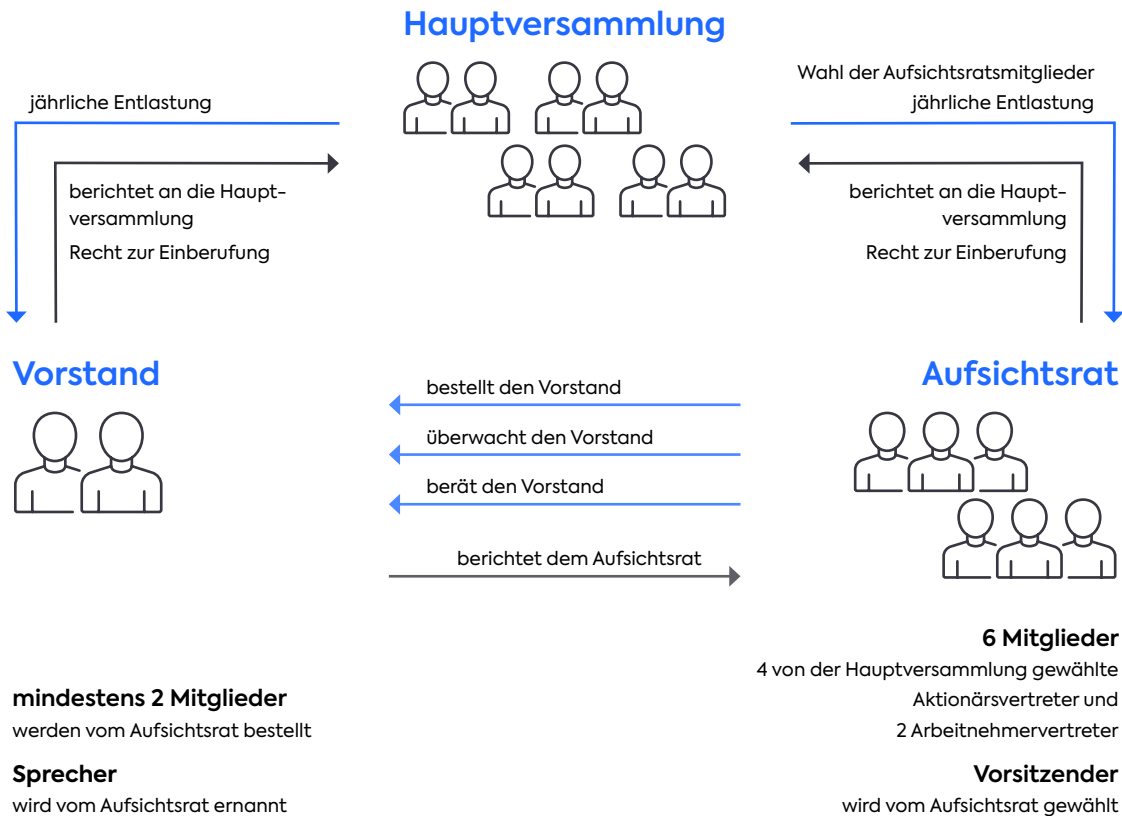 Hauptversammlung
jährliche Entlastung
Wahl der Aufsichtsratsmitglieder
jährliche Entlastung
berichtet an die Haupt-
versammlung
Recht zur Einberufung
berichtet an die Haupt-
versammlung
Recht zur Einberufung
Vorstand
Aufsichtsrat
bestellt den Vorstand
überwacht den Vorstand
berät den Vorstand
berichtet dem Aufsichtsrat
mindestens 2 Mitglieder
werden vom Aufsichtsrat bestellt
Sprecher
wird vom Aufsichtsrat ernannt
6 Mitglieder
4 von der Hauptversammlung gewählte
Aktionärsvertreter und
2 Arbeitnehmervertreter
Vorsitzender
wird vom Aufsichtsrat gewählt